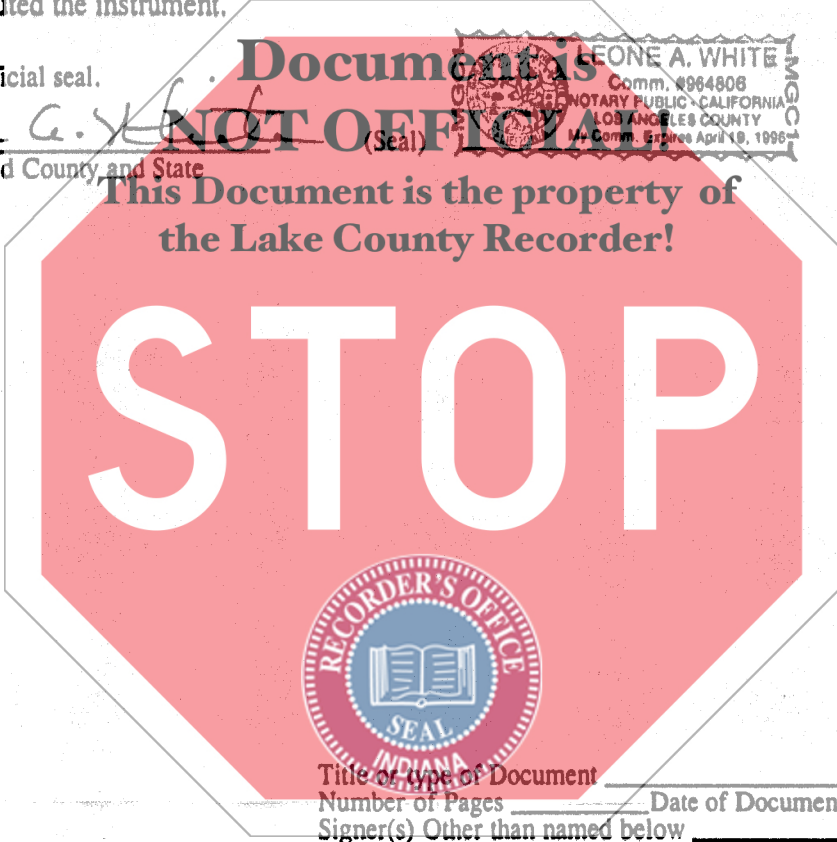 uted the instrument.
Document is
icial seal.
LEONE A. WHITE
Comm. #964806
NOTARY PUBLIC - CALIFORNIA
LOS ANGELES COUNTY
My Comm. Expires April 19, 1996
MGC1
NOT OFFICIAL!
(Seal)
d County and State
This Document is the property of
the Lake County Recorder!
STOP
RECORDER'S OFFICE
SEAL
INDIANA
Title or type of Document
Number of Pages Date of Documen
Signer(s) Other than named below